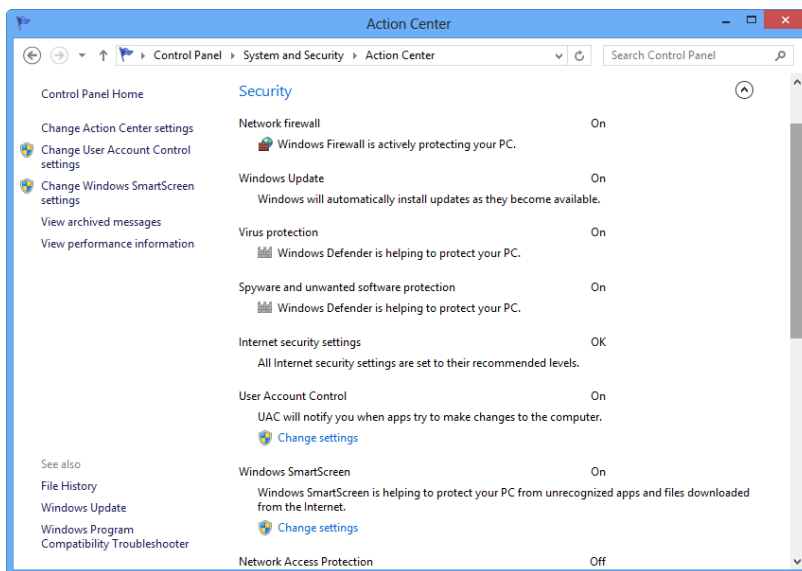 Action Center
Control Panel System and Security Action Center
Search Control Panel
Control Panel Home
Change Action Center settings
Change User Account Control
settings
Change Windows SmartScreen
settings
View archived messages
View performance information
See also
File History
Windows Update
Windows Program
Compatibility Troubleshooter
Security
Network firewall On
Windows Firewall is actively protecting your PC.
Windows Update On
Windows will automatically install updates as they become available.
Virus protection On
Windows Defender is helping to protect your PC.
Spyware and unwanted software protection On
Windows Defender is helping to protect your PC.
Internet security settings OK
All Internet security settings are set to their recommended levels.
User Account Control On
UAC will notify you when apps try to make changes to the computer.
Change settings
Windows SmartScreen On
Windows SmartScreen is helping to protect your PC from unrecognized apps and files downloaded
from the Internet.
Change settings
Network Access Protection Off